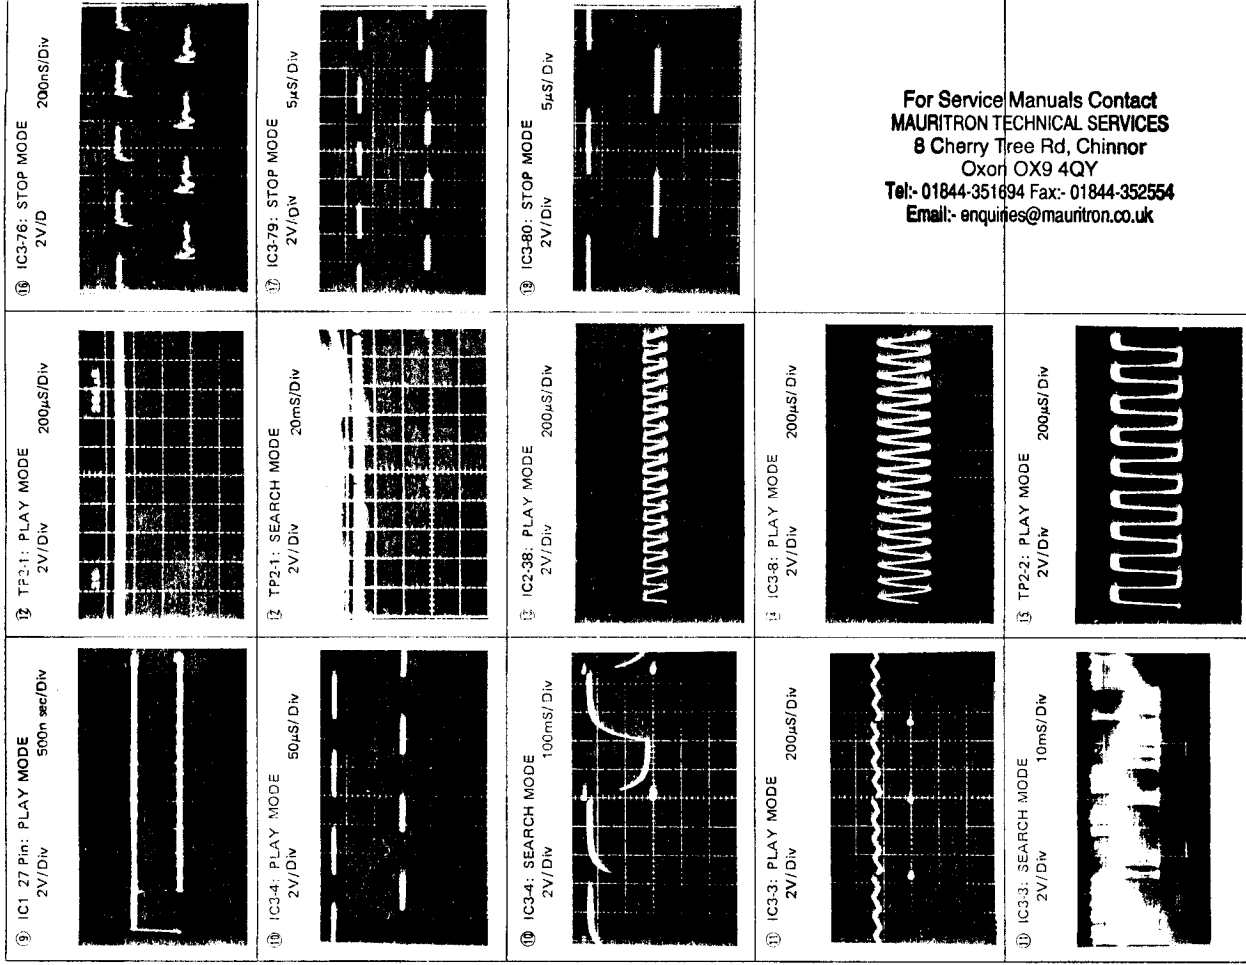 ⑨ IC1 27 Pin: PLAY MODE
2V/Div 500n sec/Div
⑩ IC3-4: PLAY MODE
2V/Div 50μS/Div
⑩ IC3-4: SEARCH MODE
2V/Div 100mS/Div
⑪ IC3-3: PLAY MODE
2V/Div 200μS/Div
⑪ IC3-3: SEARCH MODE
2V/Div 10mS/Div
⑫ TP2-1: PLAY MODE
2V/Div 200μS/Div
⑫ TP2-1: SEARCH MODE
2V/Div 20mS/Div
⑬ IC2-38: PLAY MODE
2V/Div 200μS/Div
⑭ IC3-8: PLAY MODE
2V/Div 200μS/Div
⑮ TP2-2: PLAY MODE
2V/Div 200μS/Div
⑯ IC3-76: STOP MODE
2V/D 200nS/Div
⑰ IC3-79: STOP MODE
2V/Div 5μS/Div
⑱ IC3-80: STOP MODE
2V/Div 5μS/Div
For Service Manuals Contact
MAURITRON TECHNICAL SERVICES
8 Cherry Tree Rd, Chinnor
Oxon OX9 4QY
Tel:- 01844-351694 Fax:- 01844-352554
Email:- enquiries@mauritron.co.uk